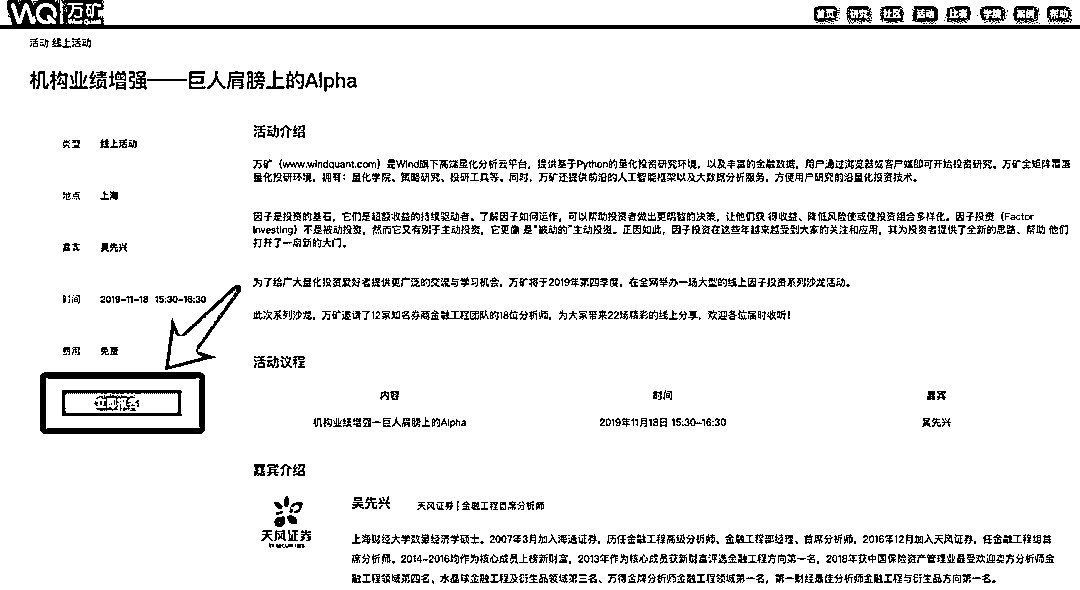 WQ 万矿
首页 研究 社区 活动 比赛 学院 案例 帮助
活动 线上活动
机构业绩增强——巨人肩膀上的Alpha
类型 线上活动
地点 上海
嘉宾 吴先兴
时间 2019-11-18 15:30-16:30
费用 免费
立即报名
活动介绍
万矿（www.windquant.com）是Wind旗下高端量化分析云平台，提供基于Python的量化投资研究环境，以及丰富的金融数据，用户通过浏览器或客户端即可开始投资研究。万矿全矩阵覆盖
量化投研环境，拥有：量化学院、策略研究、投研工具等。同时，万矿还提供前沿的人工智能框架以及大数据分析服务，方便用户研究前沿量化投资技术。
因子是投资的基石，它们是超额收益的持续驱动者。了解因子如何运作，可以帮助投资者做出更明智的决策，让他们获 得收益、降低风险使或使投资组合多样化。因子投资（Factor
Investing）不是被动投资，然而它又有别于主动投资，它更像 是“被动的”主动投资。正因如此，因子投资在这些年越来越受到大家的关注和应用，其为投资者提供了全新的思路、帮助 他们
打开了一扇新的大门。
为了给广大量化投资爱好者提供更广泛的交流与学习机会，万矿将于2019年第四季度，在全网举办一场大型的线上因子投资系列沙龙活动。
此次系列沙龙，万矿邀请了12家知名券商金融工程团队的18位分析师，为大家带来22场精彩的线上分享，欢迎各位届时收听！
活动议程
内容 时间 嘉宾
机构业绩增强—巨人肩膀上的Alpha 2019年11月18日 15:30-16:30 吴先兴
嘉宾介绍
天风证券
吴先兴 天风证券 | 金融工程首席分析师
上海财经大学数量经济学硕士。2007年3月加入海通证券，历任金融工程高级分析师、金融工程部经理、首席分析师，2016年12月加入天风证券，任金融工程组首
席分析师。2014-2016均作为核心成员上榜新财富，2013年作为核心成员获新财富评选金融工程方向第一名，2018年获中国保险资产管理业最受欢迎卖方分析师金
融工程领域第四名、水晶球金融工程及衍生品领域第三名、万得金牌分析师金融工程领域第一名，第一财经最佳分析师金融工程与衍生品方向第一名。